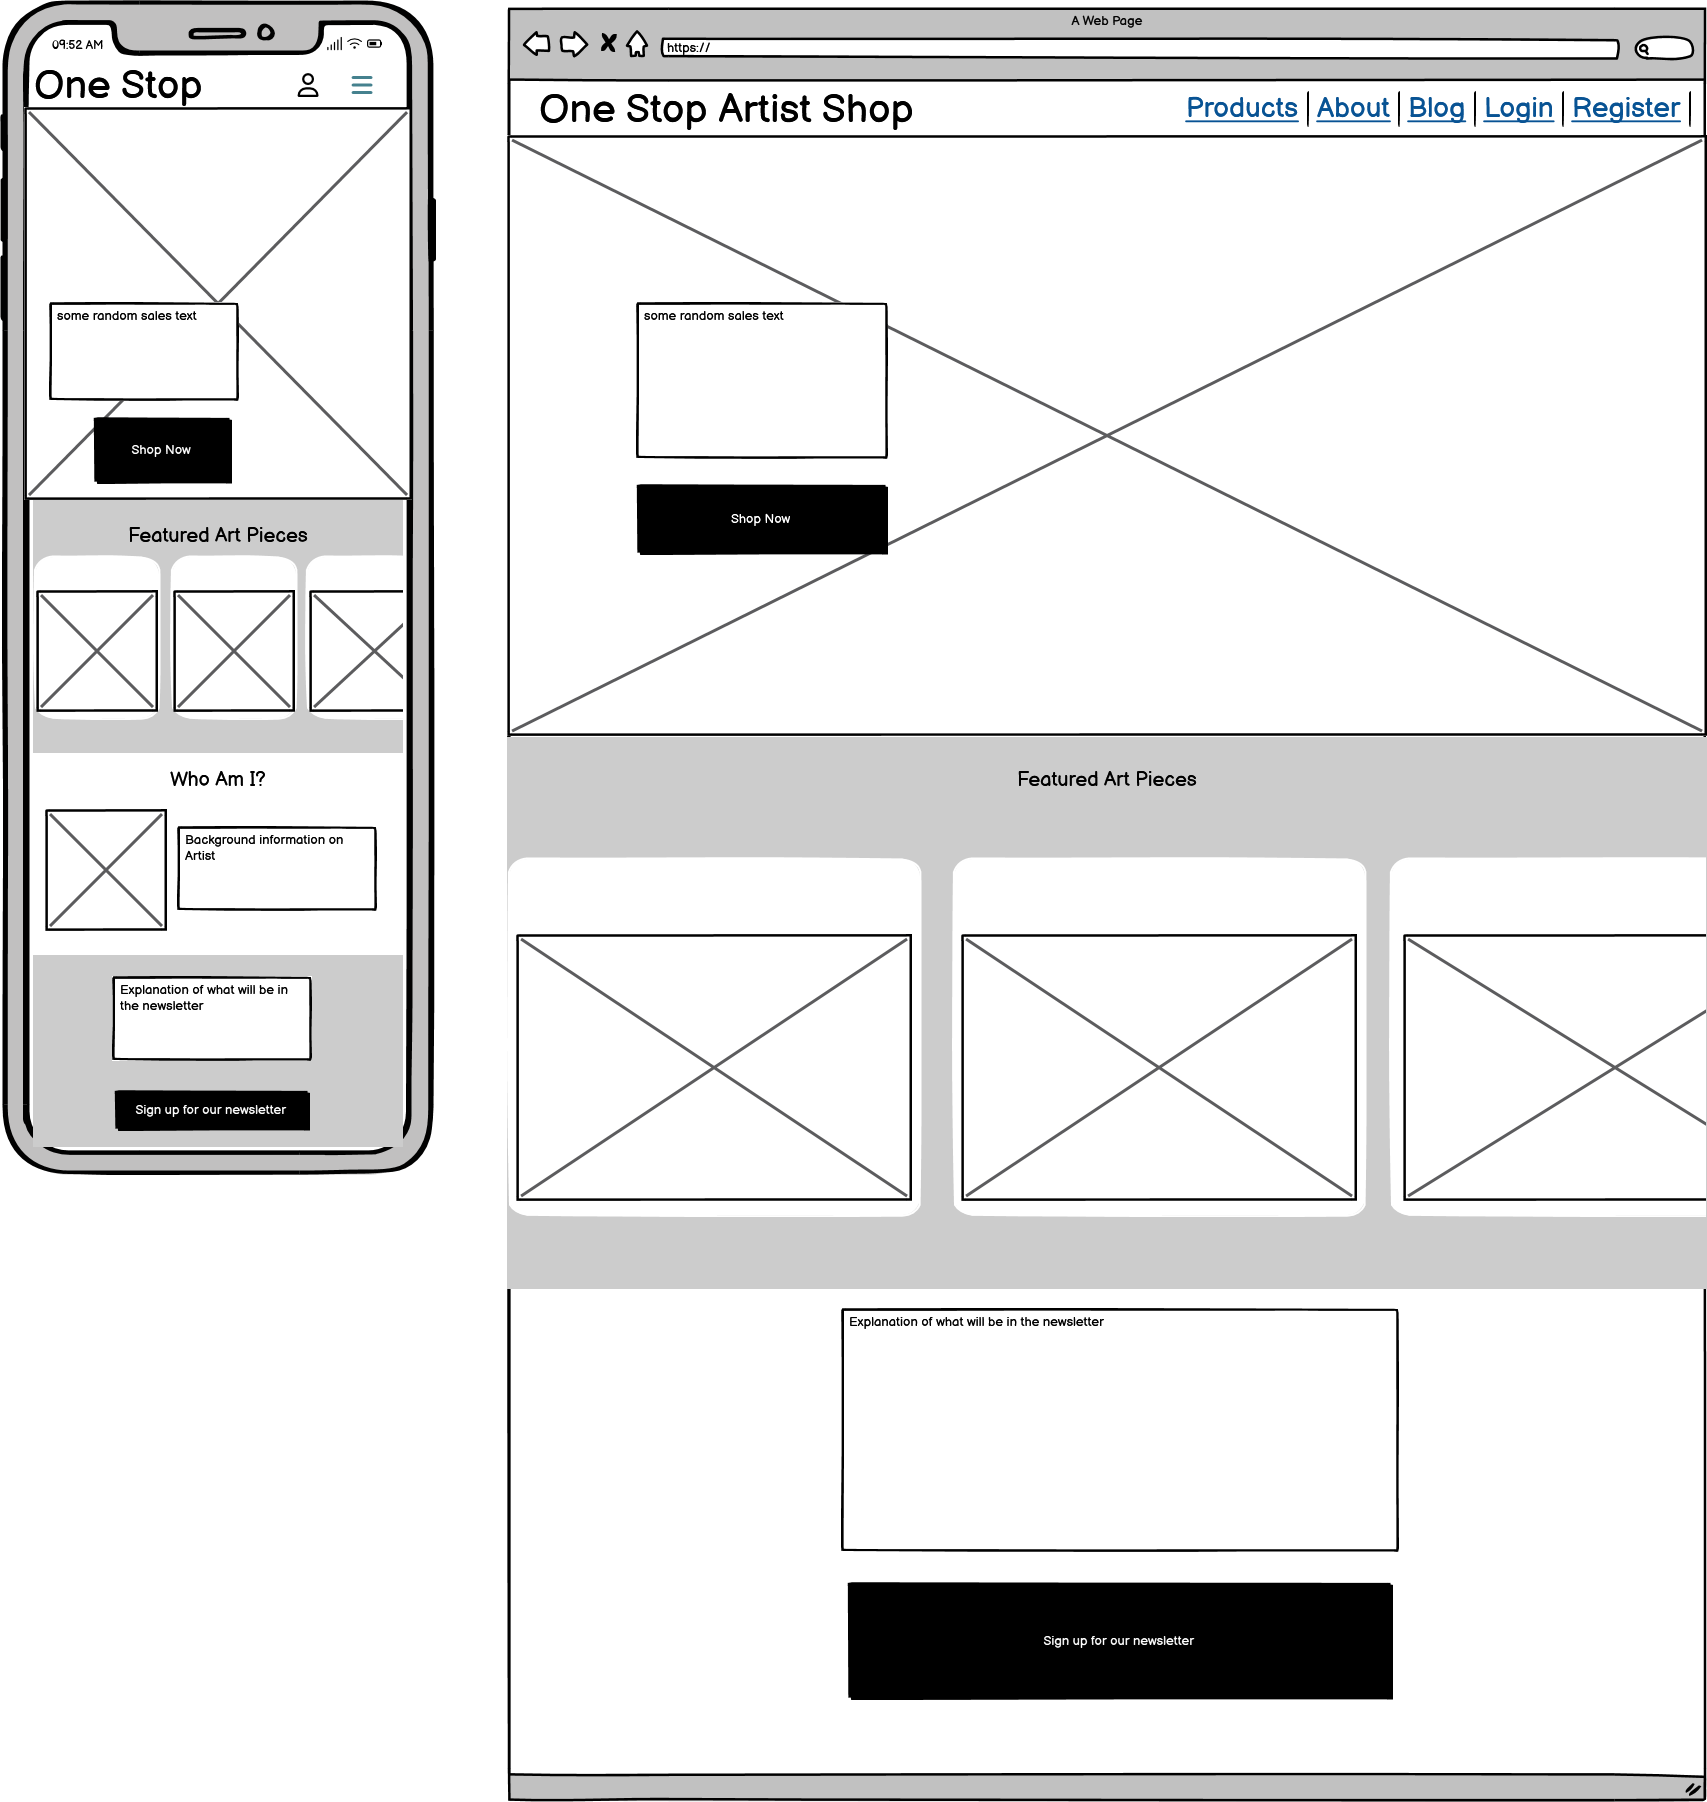 09:52 AM
One Stop
some random sales text
Shop Now
Featured Art Pieces
Who Am I?
Background information on
Artist
Explanation of what will be in
the newsletter
Sign up for our newsletter
A Web Page
https://
One Stop Artist Shop
Products | About | Blog | Login | Register |
some random sales text
Shop Now
Featured Art Pieces
Explanation of what will be in the newsletter
Sign up for our newsletter